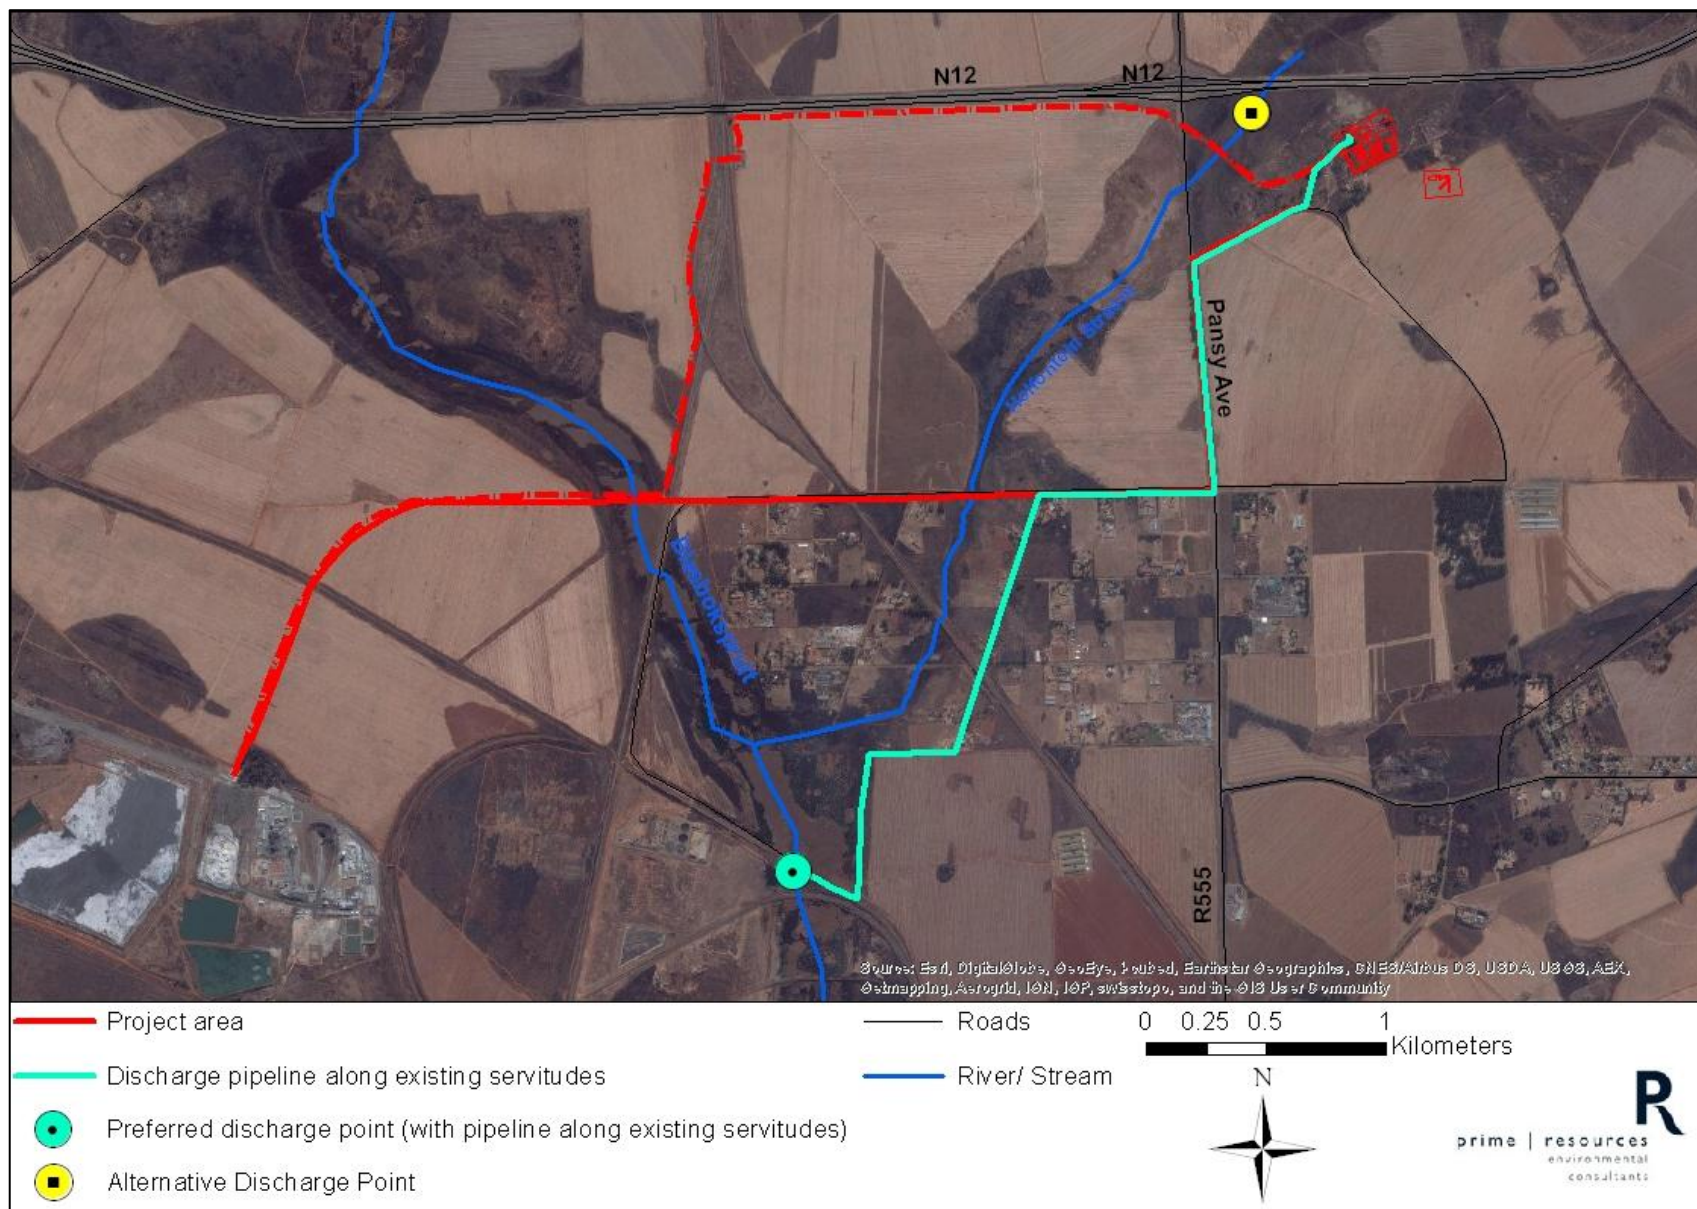 N12
N12
Pansy Ave
Blesbokspruit
R555
Source: Esri, DigitalGlobe, GeoEye, i-cubed, Earthstar Geographics, CNES/Airbus DS, USDA, USGS, AEX,
Getmapping, Aerogrid, IGN, IGP, swisstopo, and the GIS User Community
Project area
Roads
0 0.25 0.5 1
Kilometers
Discharge pipeline along existing servitudes
River/ Stream
N
Preferred discharge point (with pipeline along existing servitudes)
R
prime | resources
environmental
consultants
Alternative Discharge Point